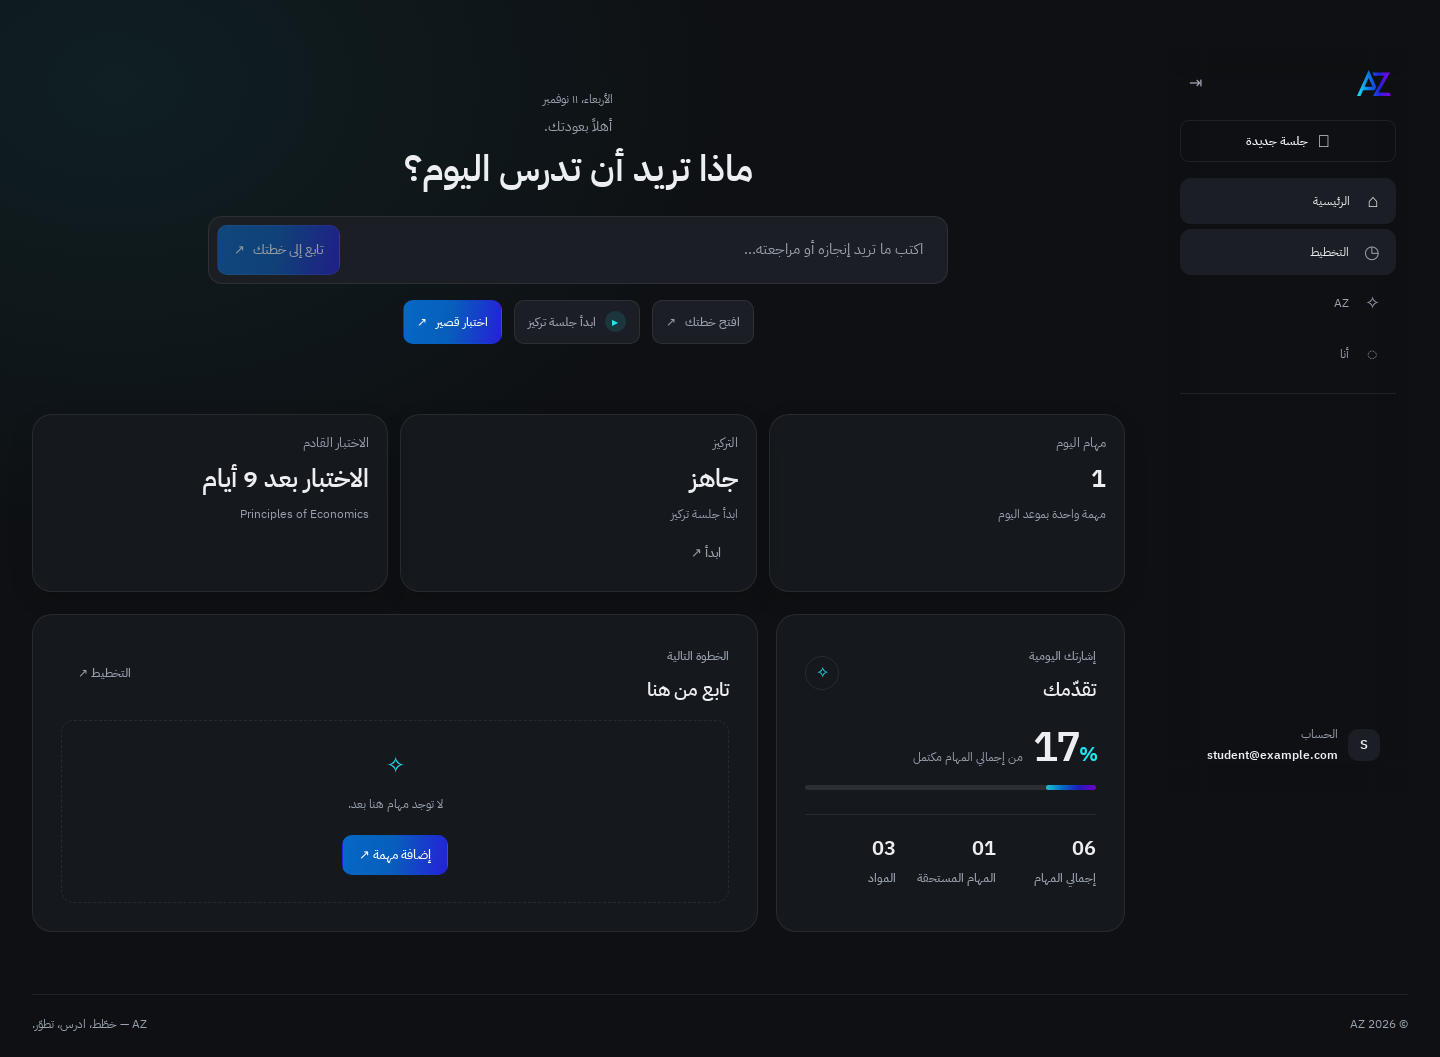 AZ
جلسة جديدة
الرئيسية
التخطيط
AZ
أنا
الحساب
S
student@example.com
الأربعاء، ١١ نوفمبر
أهلاً بعودتك.
ماذا تريد أن تدرس اليوم؟
اكتب ما تريد إنجازه أو مراجعته...
تابع إلى خطتك ↗
افتح خطتك ↗
ابدأ جلسة تركيز
اختبار قصير ↗
مهام اليوم
1
مهمة واحدة بموعد اليوم
التركيز
جاهز
ابدأ جلسة تركيز
ابدأ ↗
الاختبار القادم
الاختبار بعد 9 أيام
Principles of Economics
إشارتك اليومية
تقدّمك
17%
من إجمالي المهام مكتمل
06
إجمالي المهام
01
المهام المستحقة
03
المواد
الخطوة التالية
تابع من هنا
التخطيط ↗
لا توجد مهام هنا بعد.
إضافة مهمة ↗
© 2026 AZ
AZ — خطّط، ادرس، تطوّر.